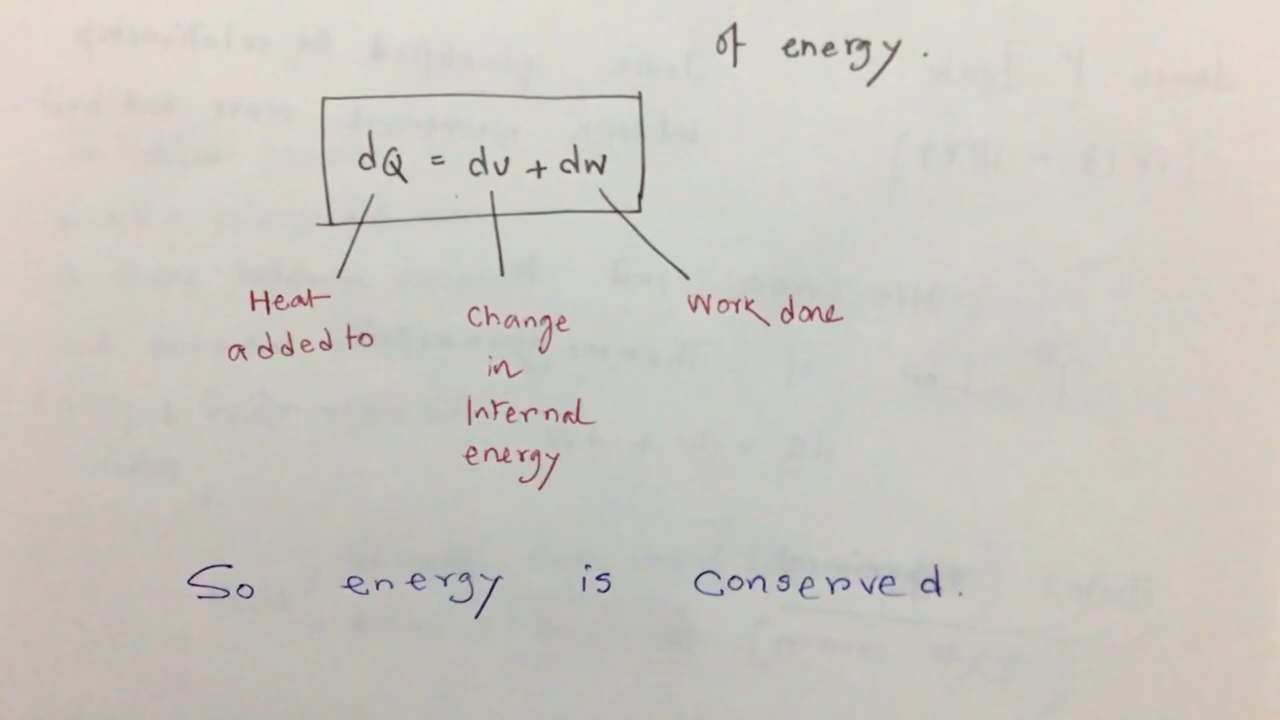 of energy.
dQ = du + dw
Heat
added to
Change
in
Internal
energy
Work done
So energy is conserved.